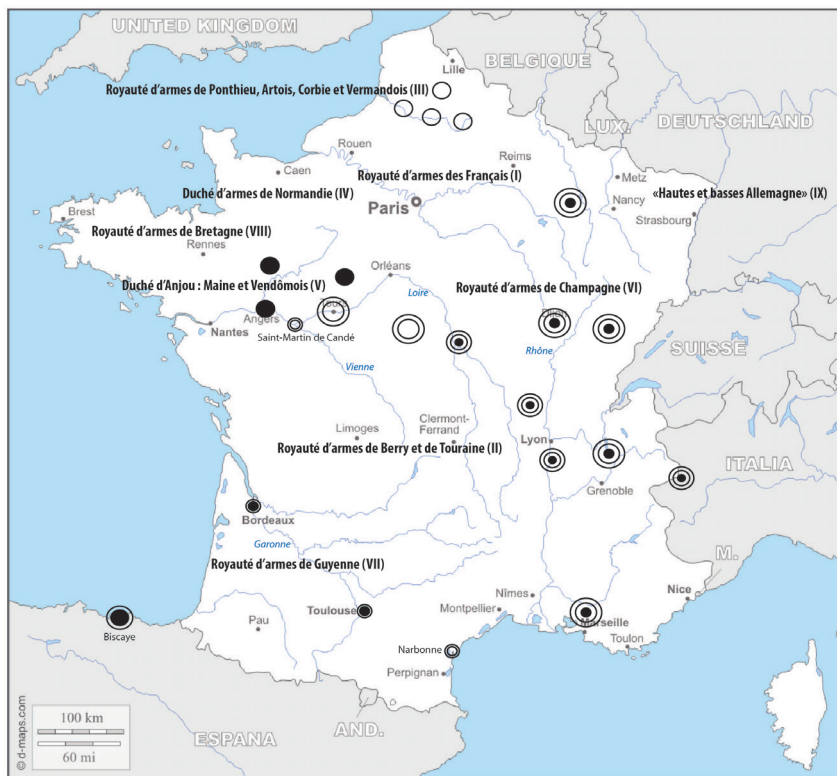 UNITED KINGDOM
BELGIQUE
Lille
Royauté d'armes de Ponthieu, Artois, Corbie et Vermandois (III)
LUX.
DEUTSCHLAND
Rouen
Reims
Caen
Royauté d'armes des Français (I)
Metz
Duché d'armes de Normandie (IV)
«Hautes et basses Allemagne» (IX)
Nancy
Paris
Strasbourg
Brest
Royauté d'armes de Bretagne (VIII)
Rennes
Orléans
Duché d'Anjou : Maine et Vendômois (V)
Loire
Royauté d'armes de Champagne (VI)
Tours
Dijon
Angers
Nantes
Saint-Martin de Candé
SUISSE
Rhône
Vienne
Limoges
Clermont-
Ferrand
Lyon
Royauté d'armes de Berry et de Touraine (II)
ITALIA
Grenoble
Bordeaux
Garonne
M.
Royauté d'armes de Guyenne (VII)
Nîmes
Nice
Toulouse
Montpellier
Pau
Marseille
Toulon
Biscaye
Narbonne
Perpignan
100 km
AND.
ESPANA
60 mi
© d-maps.com